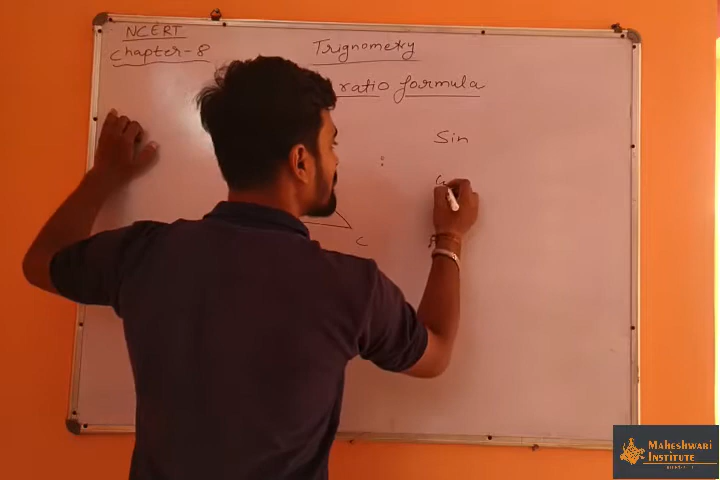 NCERT
Chapter-8
Trignometry
ratio formula
Sin
C
Maheshwari
Institute